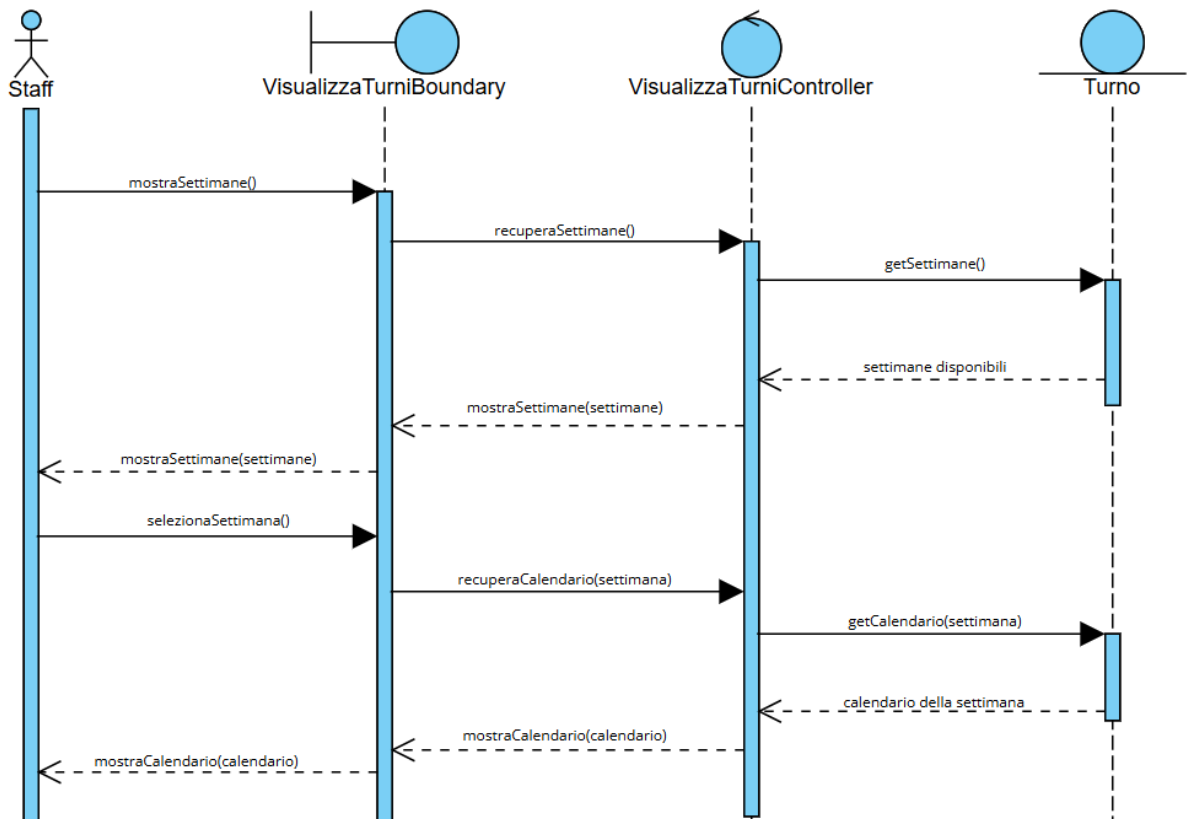 Staff
VisualizzaTurniBoundary
VisualizzaTurniController
Turno
mostraSettimane()
recuperaSettimane()
getSettimane()
settimane disponibili
mostraSettimane(settimane)
mostraSettimane(settimane)
selezionaSettimana()
recuperaCalendario(settimana)
getCalendario(settimana)
calendario della settimana
mostraCalendario(calendario)
mostraCalendario(calendario)